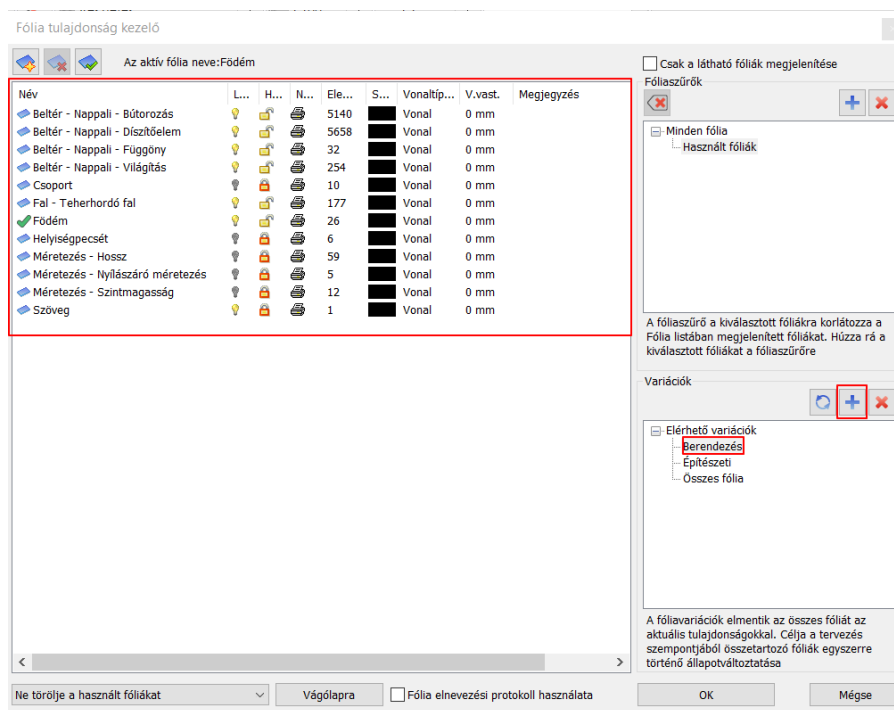 Fólia tulajdonság kezelő
Az aktív fólia neve:Födém
Csak a látható fóliák megjelenítése
Név L... H... N... Ele... S... Vonaltíp... V.vast. Megjegyzés
Beltér - Nappali - Bútorozás 5140 Vonal 0 mm
Beltér - Nappali - Díszítőelem 5658 Vonal 0 mm
Beltér - Nappali - Függöny 32 Vonal 0 mm
Beltér - Nappali - Világítás 254 Vonal 0 mm
Csoport 10 Vonal 0 mm
Fal - Teherhordó fal 177 Vonal 0 mm
Födém 26 Vonal 0 mm
Helyiségpecsét 6 Vonal 0 mm
Méretezés - Hossz 59 Vonal 0 mm
Méretezés - Nyílászáró méretezés 5 Vonal 0 mm
Méretezés - Szintmagasság 12 Vonal 0 mm
Szöveg 1 Vonal 0 mm
Fóliaszűrők
Minden fólia
Használt fóliák
A fóliaszűrő a kiválasztott fóliákra korlátozza a
Fólia listában megjelenített fóliákat. Húzza rá a
kiválasztott fóliákat a fóliaszűrőre
Variációk
Elérhető variációk
Berendezés
Építészeti
Összes fólia
A fóliavariációk elmentik az összes fóliát az
aktuális tulajdonságokkal. Célja a tervezés
szempontjából összetartozó fóliák egyszerre
történő állapotváltoztatása
Ne törölje a használt fóliákat
Vágólapra
Fólia elnevezési protokoll használata
OK
Mégse